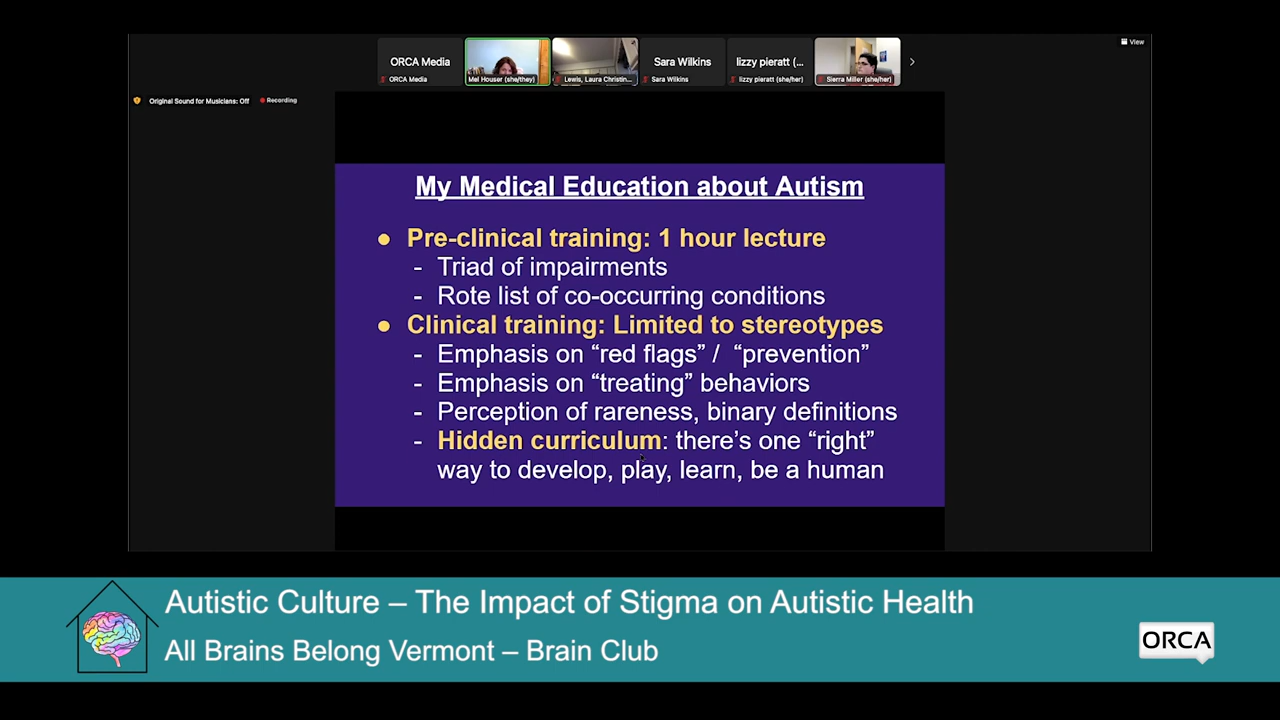 View
ORCA Media
ORCA Media
Mel Houser (she/they)
Lewis, Laura Christin...
Sara Wilkins
Sara Wilkins
lizzy pieratt (...
lizzy pieratt (she/her)
Sierra Miller (she/her)
Original Sound for Musicians: Off
Recording
My Medical Education about Autism
● Pre-clinical training: 1 hour lecture
- Triad of impairments
- Rote list of co-occurring conditions
● Clinical training: Limited to stereotypes
- Emphasis on “red flags” / “prevention”
- Emphasis on “treating” behaviors
- Perception of rareness, binary definitions
- Hidden curriculum: there’s one “right”
way to develop, play, learn, be a human
Autistic Culture – The Impact of Stigma on Autistic Health
All Brains Belong Vermont – Brain Club
ORCA